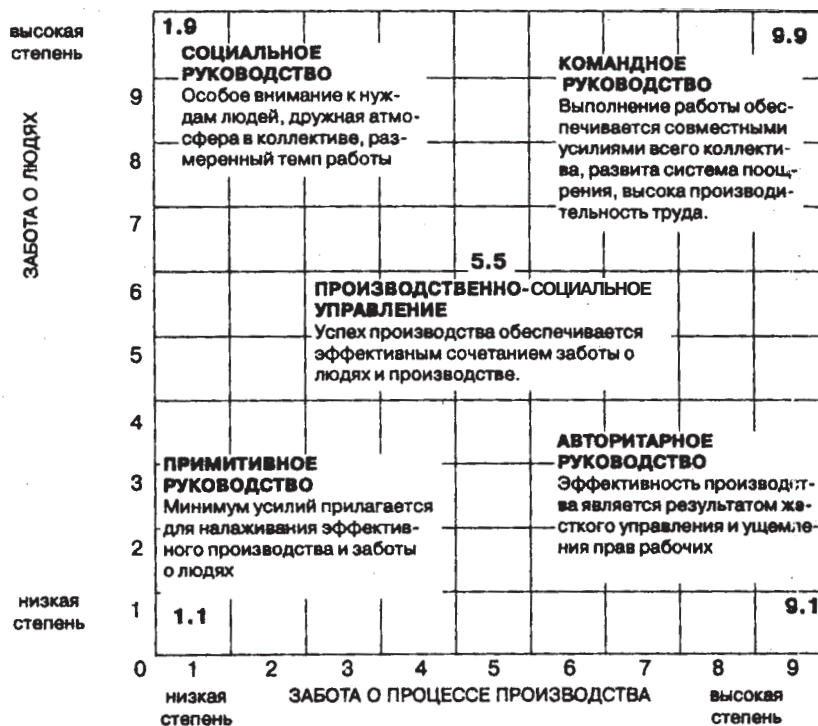 высокая
степень
ЗАБОТА О ЛЮДЯХ
9
8
7
6
5
4
3
2
1
низкая
степень
1.9
СОЦИАЛЬНОЕ
РУКОВОДСТВО
Особое внимание к нуж-
дам людей, дружная атмо-
сфера в коллективе, раз-
меренный темп работы
9.9
КОМАНДНОЕ
РУКОВОДСТВО
Выполнение работы обес-
печивается совместными
усилиями всего коллекти-
ва, развита система поощ-
рения, высока производи-
тельность труда.
5.5
ПРОИЗВОДСТВЕННО-СОЦИАЛЬНОЕ
УПРАВЛЕНИЕ
Успех производства обеспечивается
эффективным сочетанием заботы о
людях и производстве.
ПРИМИТИВНОЕ
РУКОВОДСТВО
Минимум усилий прилагается
для налаживания эффектив-
ного производства и заботы
о людях
1.1
АВТОРИТАРНОЕ
РУКОВОДСТВО
Эффективность производст-
ва является результатом же-
сткого управления и ущемле-
ния прав рабочих
9.1
0 1 2 3 4 5 6 7 8 9
низкая
степень
ЗАБОТА О ПРОЦЕССЕ ПРОИЗВОДСТВА
высокая
степень